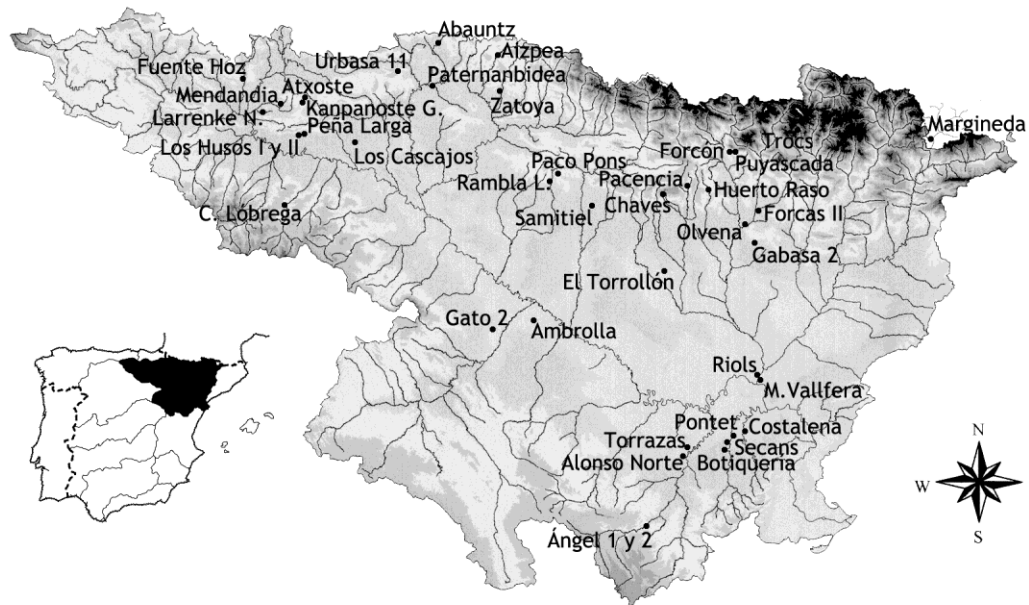 Abauntz
Aizpea
Urbasa 11
Fuente Hoz
Paternanbidea
Atxoste
Mendandia
Kanpanoste G.
Zatoya
Larrenke N.
Peña Larga
Margineda
Los Husos I y II
Los Cascajos
Trocs
Forcón
Puyascada
Paco Pons
Rambla L.
Pacencia
Huerto Raso
Chaves
C. Lóbrega
Samitiel
Forcas II
Olvena
Gabasa 2
El Torrollón
Gato 2
Ambrolla
Riols
M.Vallfera
Pontet
Costalena
Torrazas
Secans
Alonso Norte
Botiquería
N
W
E
S
Ángel 1 y 2